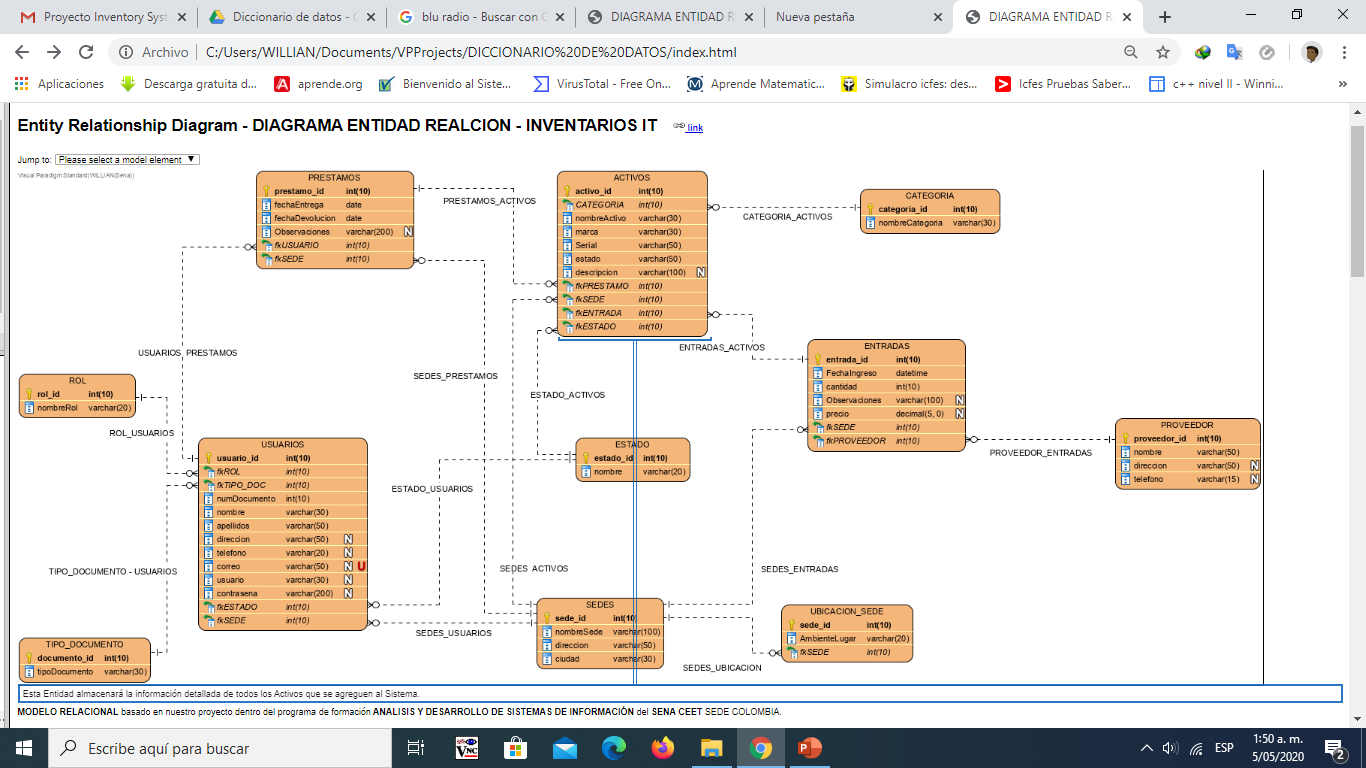 Proyecto Inventory Syst
Diccionario de datos - G
blu radio - Buscar con G
DIAGRAMA ENTIDAD R
Nueva pestaña
DIAGRAMA ENTIDAD R
Archivo
C:/Users/WILLIAN/Documents/VPProjects/DICCIONARIO%20DE%20DATOS/index.html
Aplicaciones
Descarga gratuita d...
aprende.org
Bienvenido al Siste...
VirusTotal - Free On...
Aprende Matematic...
Simulacro icfes: des...
Icfes Pruebas Saber...
c++ nivel II - Winni...
»
Entity Relationship Diagram - DIAGRAMA ENTIDAD REALCION - INVENTARIOS IT
link
Jump to: Please select a model element
Visual Paradigm Standard(WILLIAN(Sena))
PRESTAMOS
prestamo_id int(10)
fechaEntrega date
fechaDevolucion date
Observaciones varchar(200) N
fkUSUARIO int(10)
fkSEDE int(10)
PRESTAMOS_ACTIVOS
ACTIVOS
activo_id int(10)
CATEGORIA int(10)
nombreActivo varchar(30)
marca varchar(30)
Serial varchar(50)
estado varchar(50)
descripcion varchar(100) N
fkPRESTAMO int(10)
fkSEDE int(10)
fkENTRADA int(10)
fkESTADO int(10)
CATEGORIA_ACTIVOS
CATEGORIA
categoria_id int(10)
nombreCategoria varchar(30)
USUARIOS_PRESTAMOS
SEDES_PRESTAMOS
ENTRADAS_ACTIVOS
ESTADO_ACTIVOS
ENTRADAS
entrada_id int(10)
FechaIngreso datetime
cantidad int(10)
Observaciones varchar(100) N
precio decimal(5, 0) N
fkSEDE int(10)
fkPROVEEDOR int(10)
PROVEEDOR_ENTRADAS
PROVEEDOR
proveedor_id int(10)
nombre varchar(50)
direccion varchar(50) N
telefono varchar(15) N
ROL
rol_id int(10)
nombreRol varchar(20)
ROL_USUARIOS
USUARIOS
usuario_id int(10)
fkROL int(10)
fkTIPO_DOC int(10)
numDocumento int(10)
nombre varchar(30)
apellidos varchar(50)
direccion varchar(50) N
telefono varchar(20) N
correo varchar(50) N U
usuario varchar(30) N
contrasena varchar(200) N
fkESTADO int(10)
fkSEDE int(10)
ESTADO
estado_id int(10)
nombre varchar(20)
ESTADO_USUARIOS
TIPO_DOCUMENTO - USUARIOS
SEDES_ACTIVOS
SEDES_ENTRADAS
SEDES_USUARIOS
SEDES
sede_id int(10)
nombreSede varchar(100)
direccion varchar(50)
ciudad varchar(30)
SEDES_UBICACION
UBICACION_SEDE
sede_id int(10)
AmbienteLugar varchar(20)
fkSEDE int(10)
TIPO_DOCUMENTO
documento_id int(10)
tipoDocumento varchar(30)
Esta Entidad almacenará la información detallada de todos los Activos que se agreguen al Sistema.
MODELO RELACIONAL basado en nuestro proyecto dentro del programa de formación ANALISIS Y DESARROLLO DE SISTEMAS DE INFORMACIÓN del SENA CEET SEDE COLOMBIA.
Escribe aquí para buscar
VNC
ESP
1:50 a. m.
5/05/2020
2